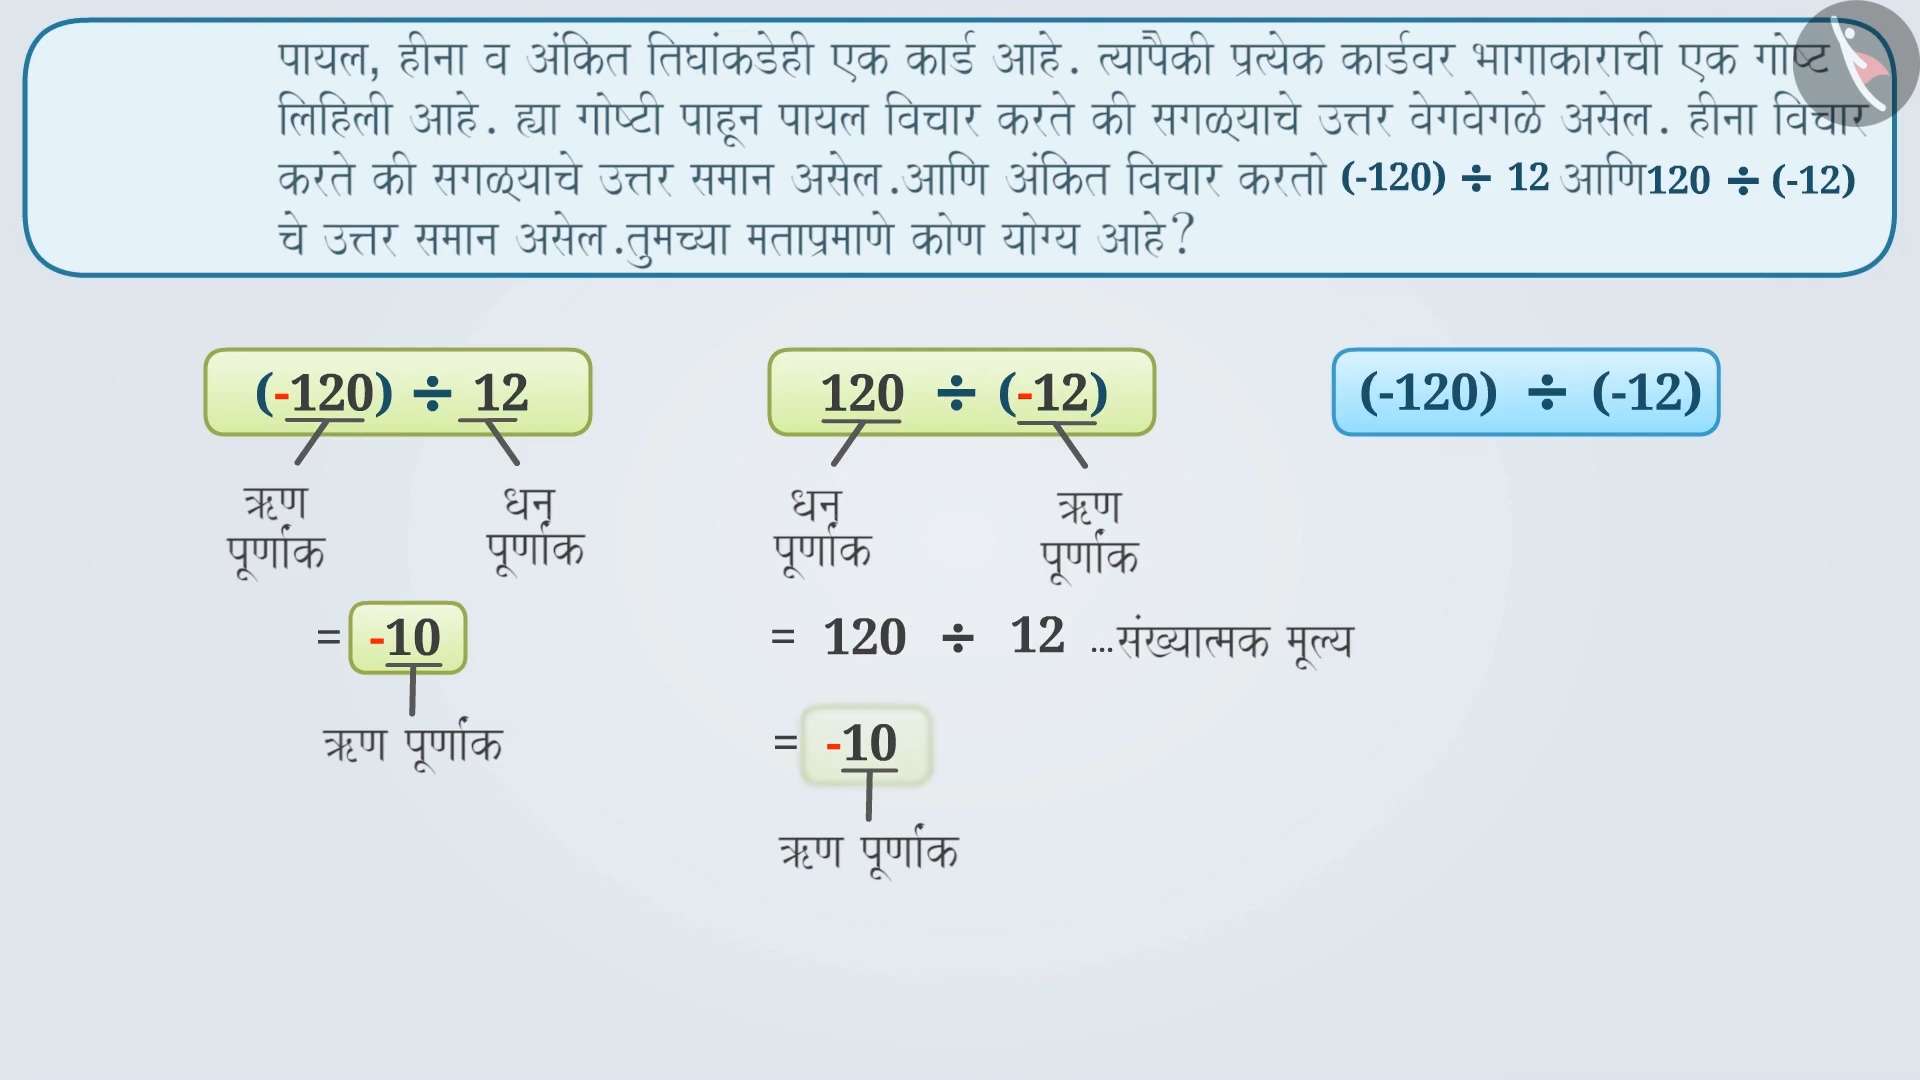 पायल, हीना व अंकित तिघांकडेही एक कार्ड आहे. त्यापैकी प्रत्येक कार्डवर भागाकाराची एक गोष्ट
लिहिली आहे. ह्या गोष्टी पाहून पायल विचार करते की सगळ्याचे उत्तर वेगवेगळे असेल. हीना विचार
करते की सगळ्याचे उत्तर समान असेल.आणि अंकित विचार करतो (-120) ÷ 12 आणि120 ÷ (-12)
चे उत्तर समान असेल.तुमच्या मताप्रमाणे कोण योग्य आहे?
(-120) ÷ 12
120 ÷ (-12)
(-120) ÷ (-12)
ऋण
पूर्णांक
धन
पूर्णांक
धन
पूर्णांक
ऋण
पूर्णांक
= -10
ऋण पूर्णांक
= 120 ÷ 12 ...संख्यात्मक मूल्य
= -10
ऋण पूर्णांक